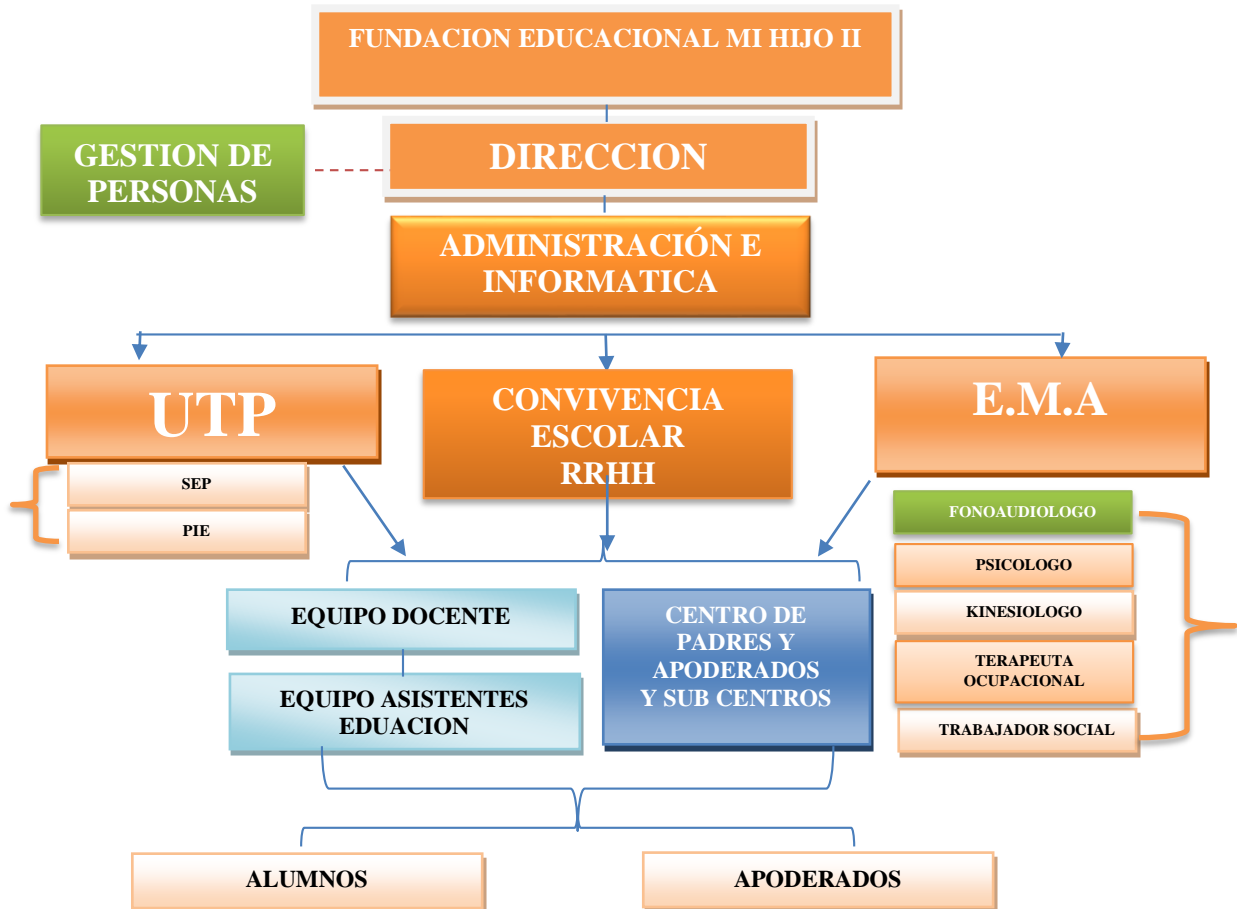 FUNDACION EDUCACIONAL MI HIJO II
GESTION DE
PERSONAS
DIRECCION
ADMINISTRACIÓN E
INFORMATICA
UTP
CONVIVENCIA
ESCOLAR
RRHH
E.M.A
SEP
PIE
FONOAUDIOLOGO
PSICOLOGO
KINESIOLOGO
TERAPEUTA
OCUPACIONAL
TRABAJADOR SOCIAL
EQUIPO DOCENTE
EQUIPO ASISTENTES
EDUACION
CENTRO DE
PADRES Y
APODERADOS
Y SUB CENTROS
ALUMNOS
APODERADOS